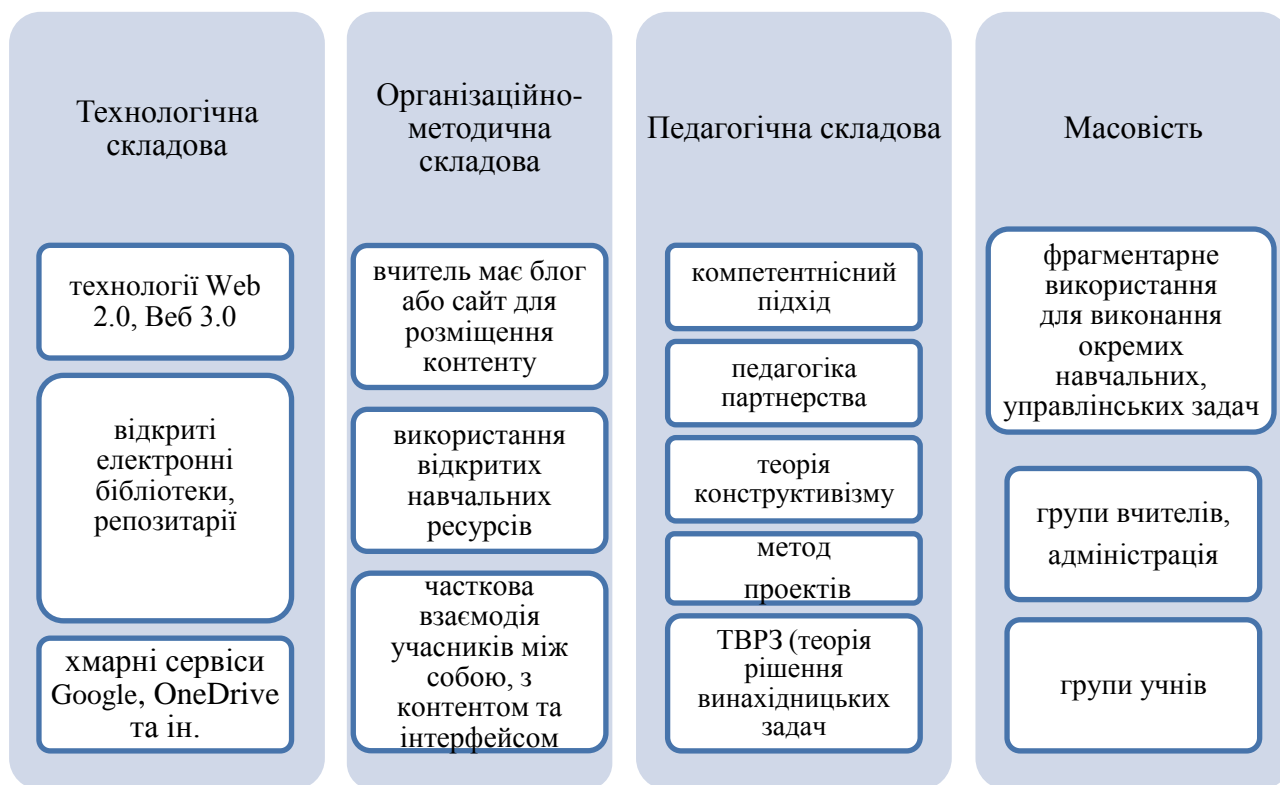 Технологічна
складова
технології Web
2.0, Веб 3.0
відкриті
електронні
бібліотеки,
репозитарії
хмарні сервіси
Google, OneDrive
та ін.
Організаційно-
методична
складова
вчитель має блог
або сайт для
розміщення
контенту
використання
відкритих
навчальних
ресурсів
часткова
взаємодія
учасників між
собою, з
контентом та
інтерфейсом
Педагогічна складова
компетентнісний
підхід
педагогіка
партнерства
теорія
конструктивізму
метод
проектів
ТВРЗ (теорія
рішення
винахідницьких
задач
Масовість
фрагментарне
використання
для виконання
окремих
навчальних,
управлінських задач
групи вчителів,
адміністрація
групи учнів